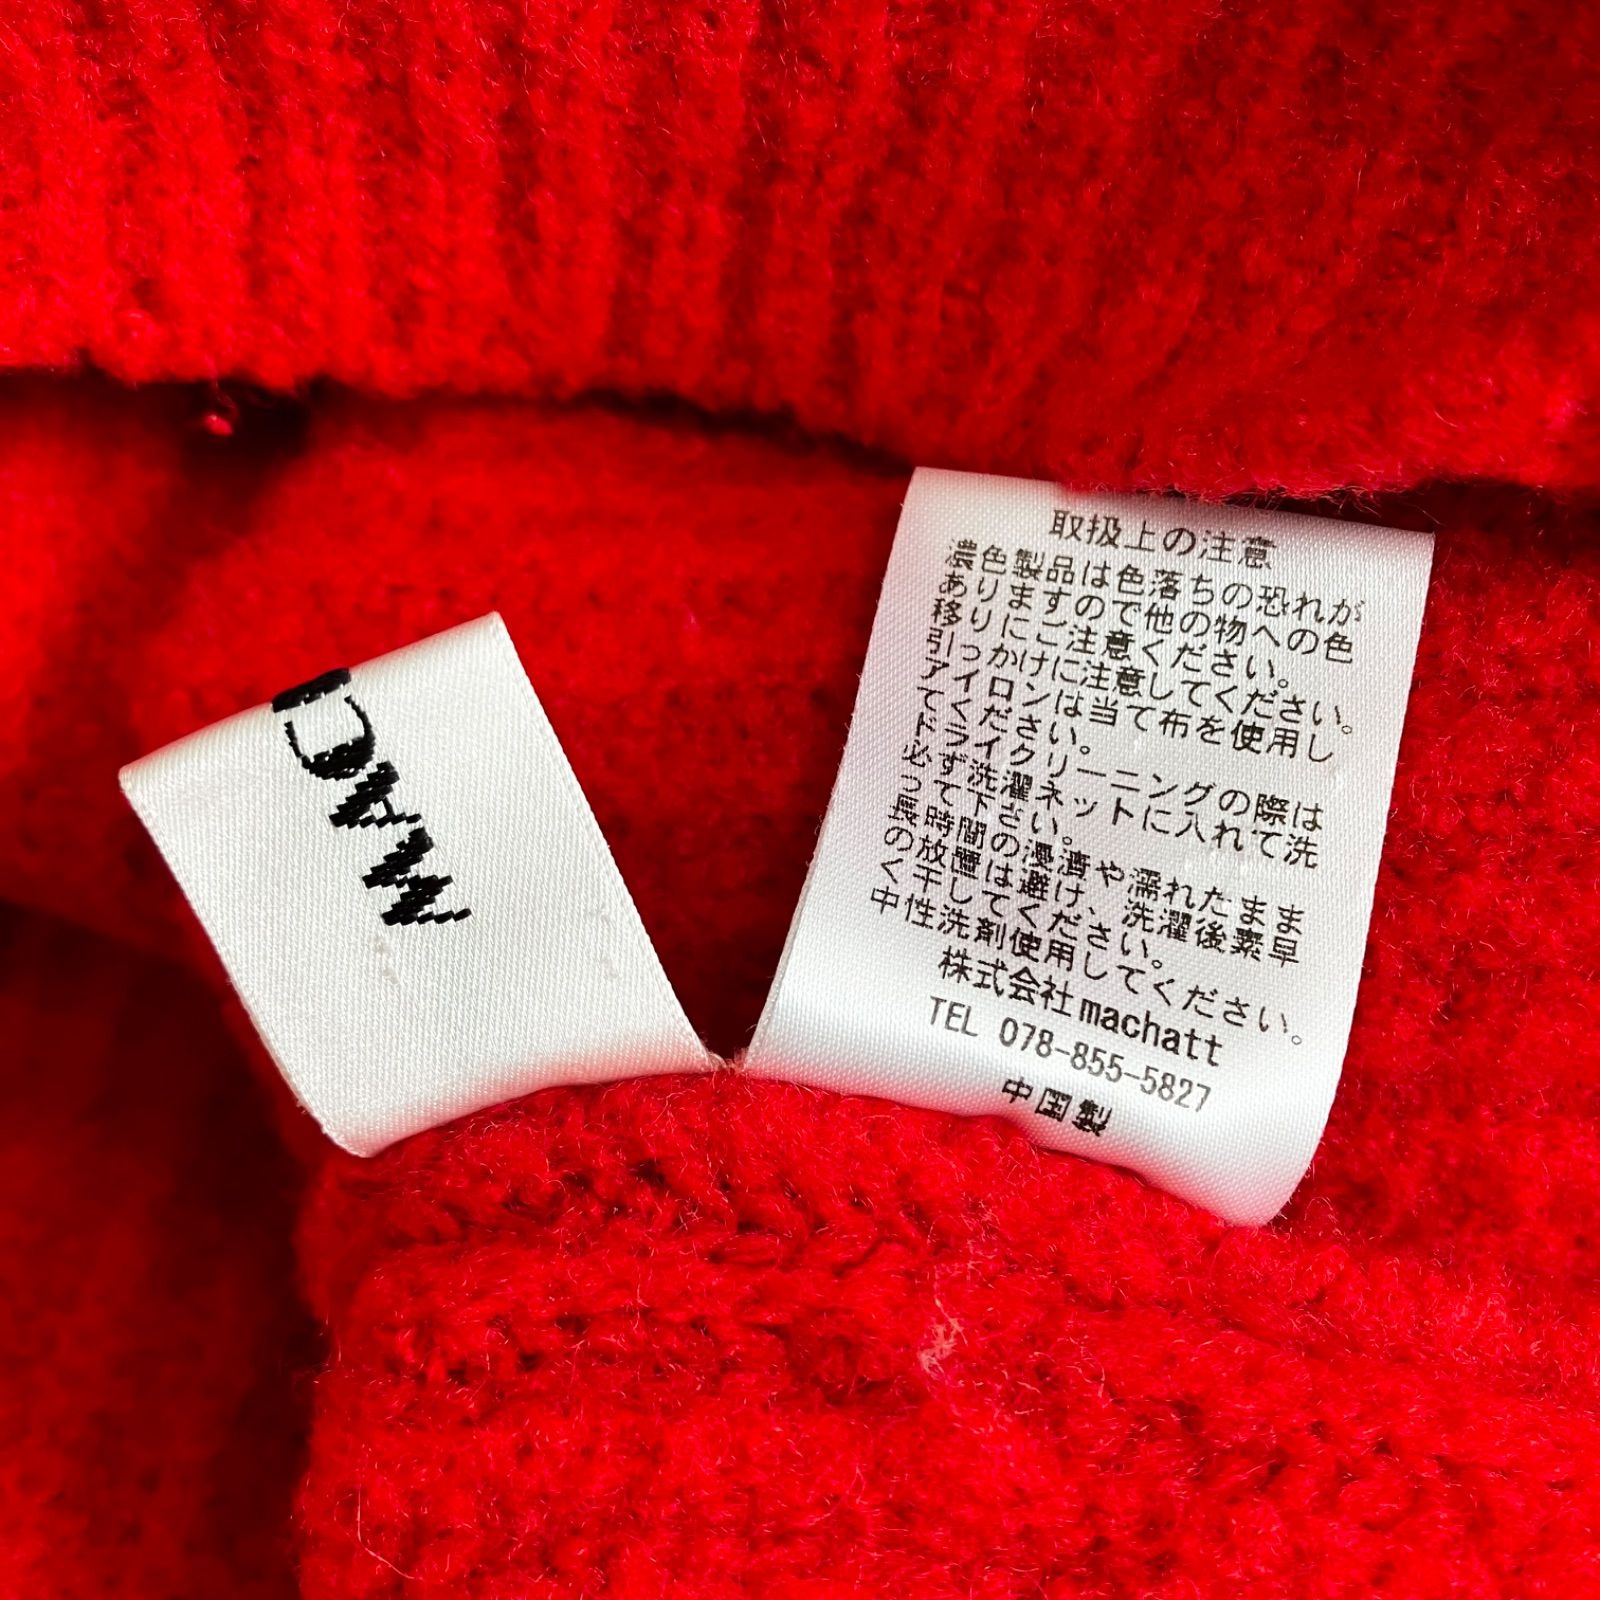 取扱上の注意
濃色製品は色落ちの恐れが
ありますので他の物への色
移りにご注意ください。
引っかけに注意してください。
アイロンは当て布を使用し
てください。
ドライクリーニングの際は
必ず洗濯ネットに入れて洗
って下さい。
長時間の浸漬や濡れたまま
の放置は避け、洗濯後素早
く干してください。
中性洗剤使用してください。
株式会社machatt
TEL 078-855-5827
中国製